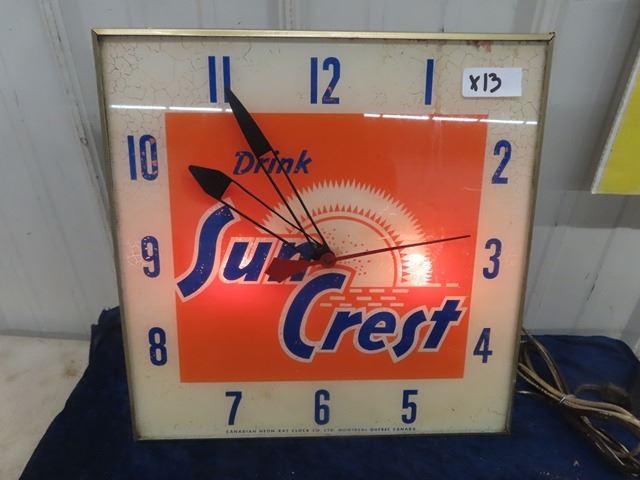 11 12 1
x13
10 2
Drink
9 Sun 3
Crest
8 4
7 6 5
CANADIAN NEON-RAY CLOCK CO. LTD. MONTREAL QUEBEC CANADA